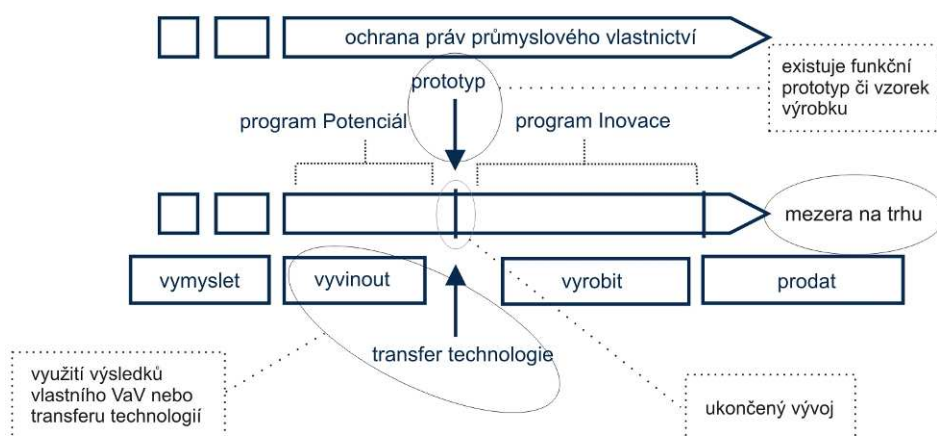 ochrana práv průmyslového vlastnictví
prototyp
existuje funkční
prototyp či vzorek
výrobku
program Potenciál
program Inovace
mezera na trhu
vymyslet
vyvinout
vyrobit
prodat
transfer technologie
využití výsledků
vlastního VaV nebo
transferu technologií
ukončený vývoj